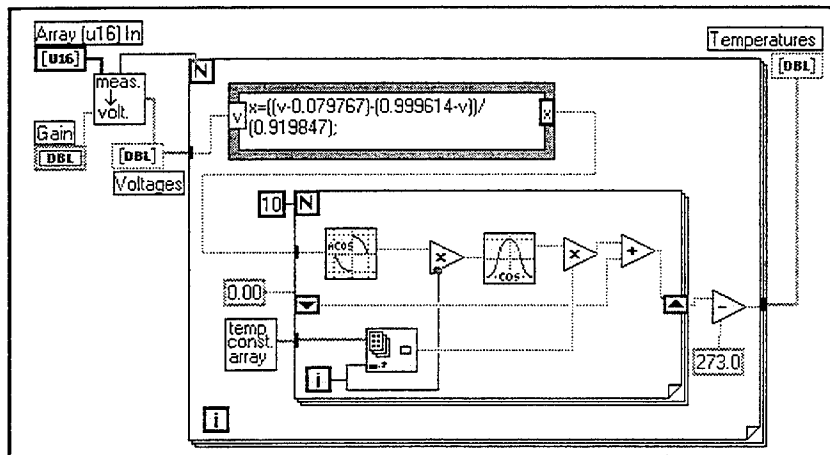 Array [u16] In
[U16]
meas.
volt.
Gain
DBL
[DBL]
Voltages
N
v
x=((v-0.079767)-(0.999614-v))/
(0.919847);
x
Temperatures
[DBL]
10
N
ACOS
x
COS
x
+
0.00
temp
const.
array
i
-
273.0
i